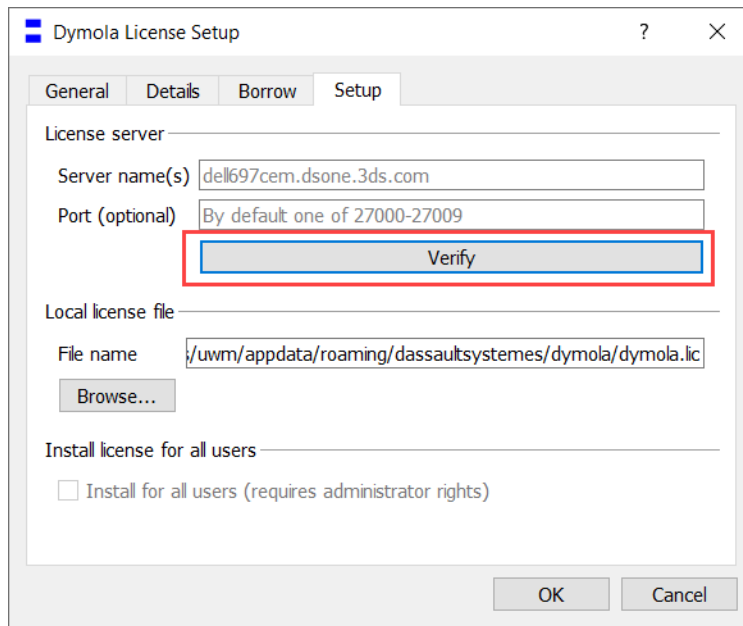 Dymola License Setup ?
General Details Borrow Setup
License server
Server name(s) dell697cem.dsone.3ds.com
Port (optional) By default one of 27000-27009
Verify
Local license file
File name /uwm/appdata/roaming/dassaultsystemes/dymola/dymola.lic
Browse...
Install license for all users
Install for all users (requires administrator rights)
OK Cancel